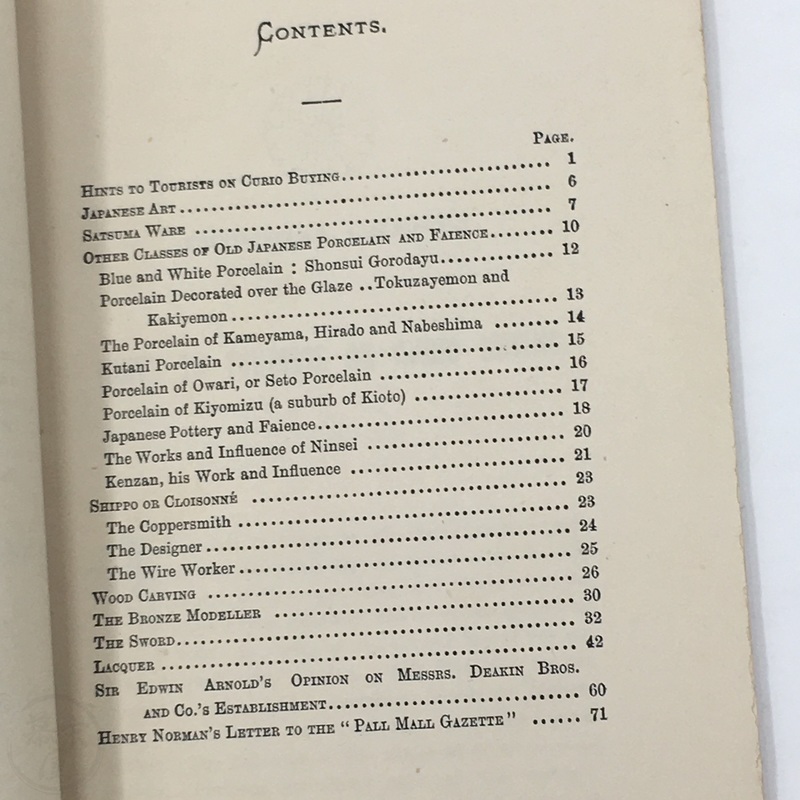 CONTENTS.
PAGE.
HINTS TO TOURISTS ON CURIO BUYING........................ 1
JAPANESE ART........................ 6
SATSUMA WARE ........................ 7
OTHER CLASSES OF OLD JAPANESE PORCELAIN AND FAIENCE........ 10
Blue and White Porcelain : Shonsui Gorodayu.............. 12
Porcelain Decorated over the Glaze ..Tokuzayemon and
Kakiyemon........................ 13
The Porcelain of Kameyama, Hirado and Nabeshima ........ 14
Kutani Porcelain ........................ 15
Porcelain of Owari, or Seto Porcelain ................ 16
Porcelain of Kiyomizu (a suburb of Kioto) .............. 17
Japanese Pottery and Faience........................ 18
The Works and Influence of Ninsei .................. 20
Kenzan, his Work and Influence .................... 21
SHIPPO OR CLOISONNÉ ........................ 23
The Coppersmith ........................ 23
The Designer........................ 24
The Wire Worker........................ 25
WOOD CARVING ........................ 26
THE BRONZE MODELLER ........................ 30
THE SWORD........................ 32
LACQUER ........................ 42
SIR EDWIN ARNOLD'S OPINION ON MESSRS. DEAKIN BROS.
AND CO.'S ESTABLISHMENT........................ 60
HENRY NORMAN'S LETTER TO THE "PALL MALL GAZETTE" ...... 71